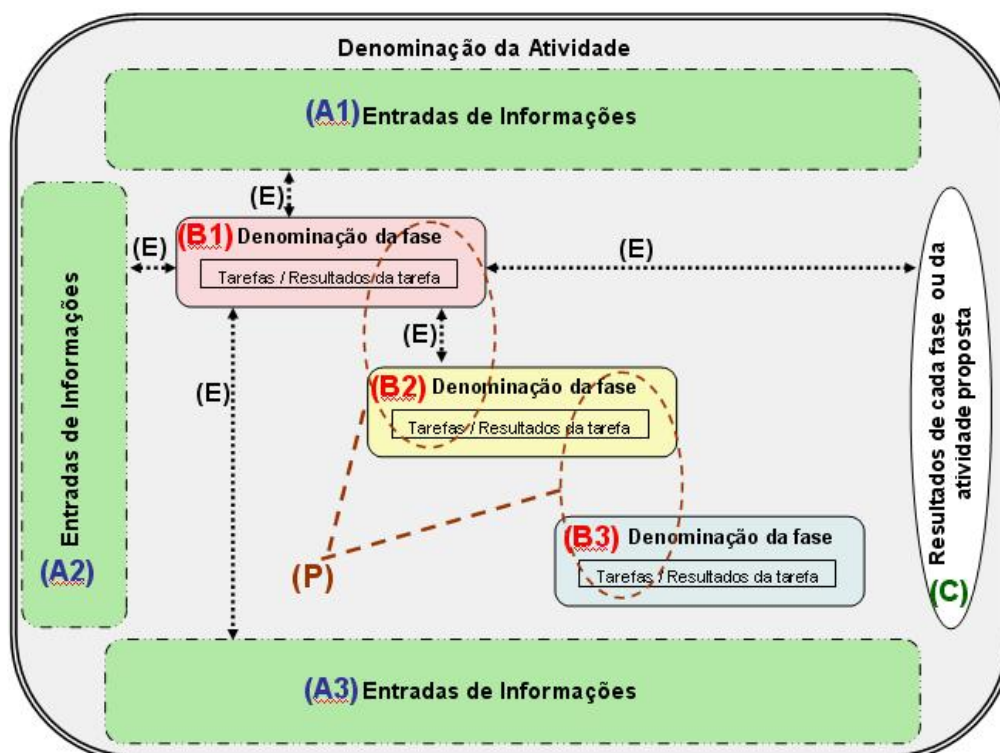 Denominação da Atividade
(A1) Entradas de Informações
(E)
(B1) Denominação da fase
Tarefas / Resultados da tarefa
(E)
(E)
(E)
(E)
(B2) Denominação da fase
Tarefas / Resultados da tarefa
(P)
(B3) Denominação da fase
Tarefas / Resultados da tarefa
Entradas de Informações
(A2)
Resultados de cada fase ou da
atividade proposta
(C)
(A3) Entradas de Informações